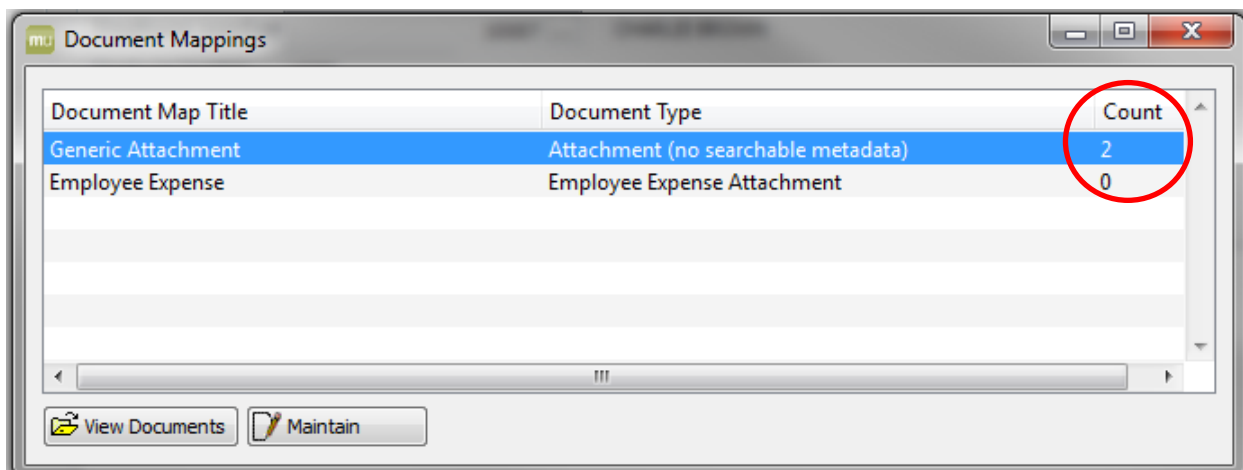 mu Document Mappings
Document Map Title Document Type Count
Generic Attachment Attachment (no searchable metadata) 2
Employee Expense Employee Expense Attachment 0
View Documents Maintain